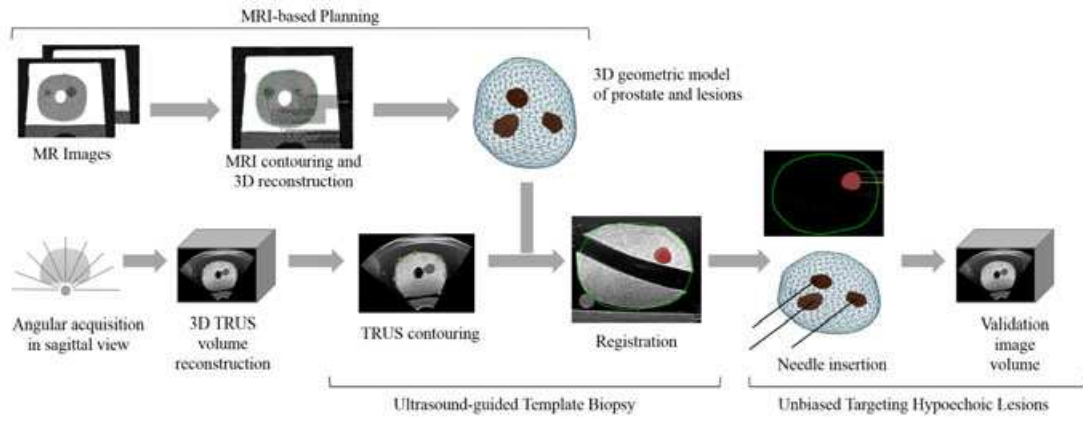 MRI-based Planning
3D geometric model
of prostate and lesions
MR Images
MRI contouring and
3D reconstruction
Angular acquisition
in sagittal view
3D TRUS
volume
reconstruction
TRUS contouring
Registration
Needle insertion
Validation
image
volume
Ultrasound-guided Template Biopsy
Unbiased Targeting Hypoechoic Lesions